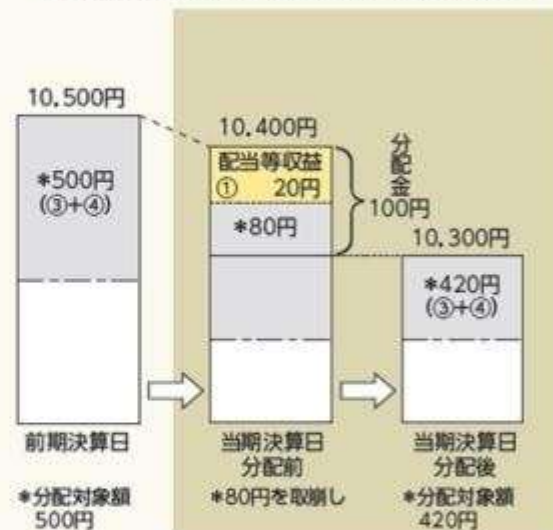 10,500円
*500円
(③+④)
前期決算日
*分配対象額
500円
10,400円
配当等収益
① 20円
*80円
分配金
100円
当期決算日
分配前
*80円を取崩し
10,300円
*420円
(③+④)
当期決算日
分配後
*分配対象額
420円